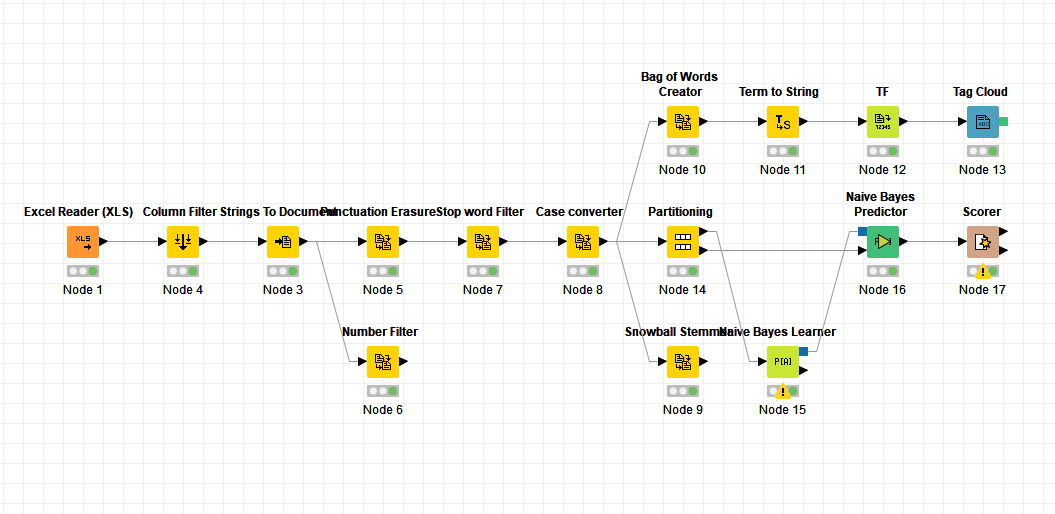 Bag of Words
Creator
Term to String
TF
Tag Cloud
T
S
12345
ABC
Node 10
Node 11
Node 12
Node 13
Excel Reader (XLS)
Column Filter
Strings To Document
Punctuation Erasure
Stop word Filter
Case converter
Partitioning
Naive Bayes
Predictor
Scorer
XLS
Node 1
Node 4
Node 3
Node 5
Node 7
Node 8
Node 14
Node 16
Node 17
Number Filter
Snowball Stemmer
Naive Bayes Learner
P[A]
Node 6
Node 9
Node 15